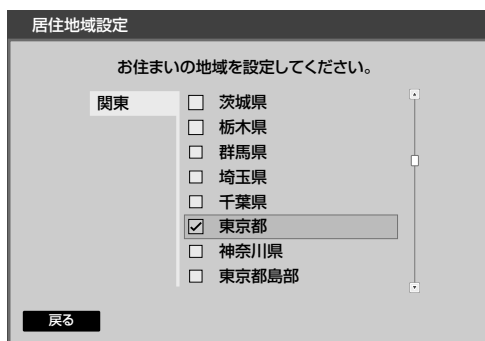 居住地域設定
お住まいの地域を設定してください。
関東
茨城県
栃木県
群馬県
埼玉県
千葉県
東京都
神奈川県
東京都島部
戻る